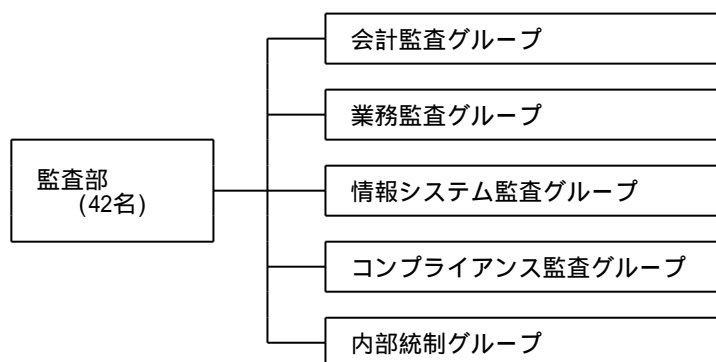 監査部
(42名)
会計監査グループ
業務監査グループ
情報システム監査グループ
コンプライアンス監査グループ
内部統制グループ